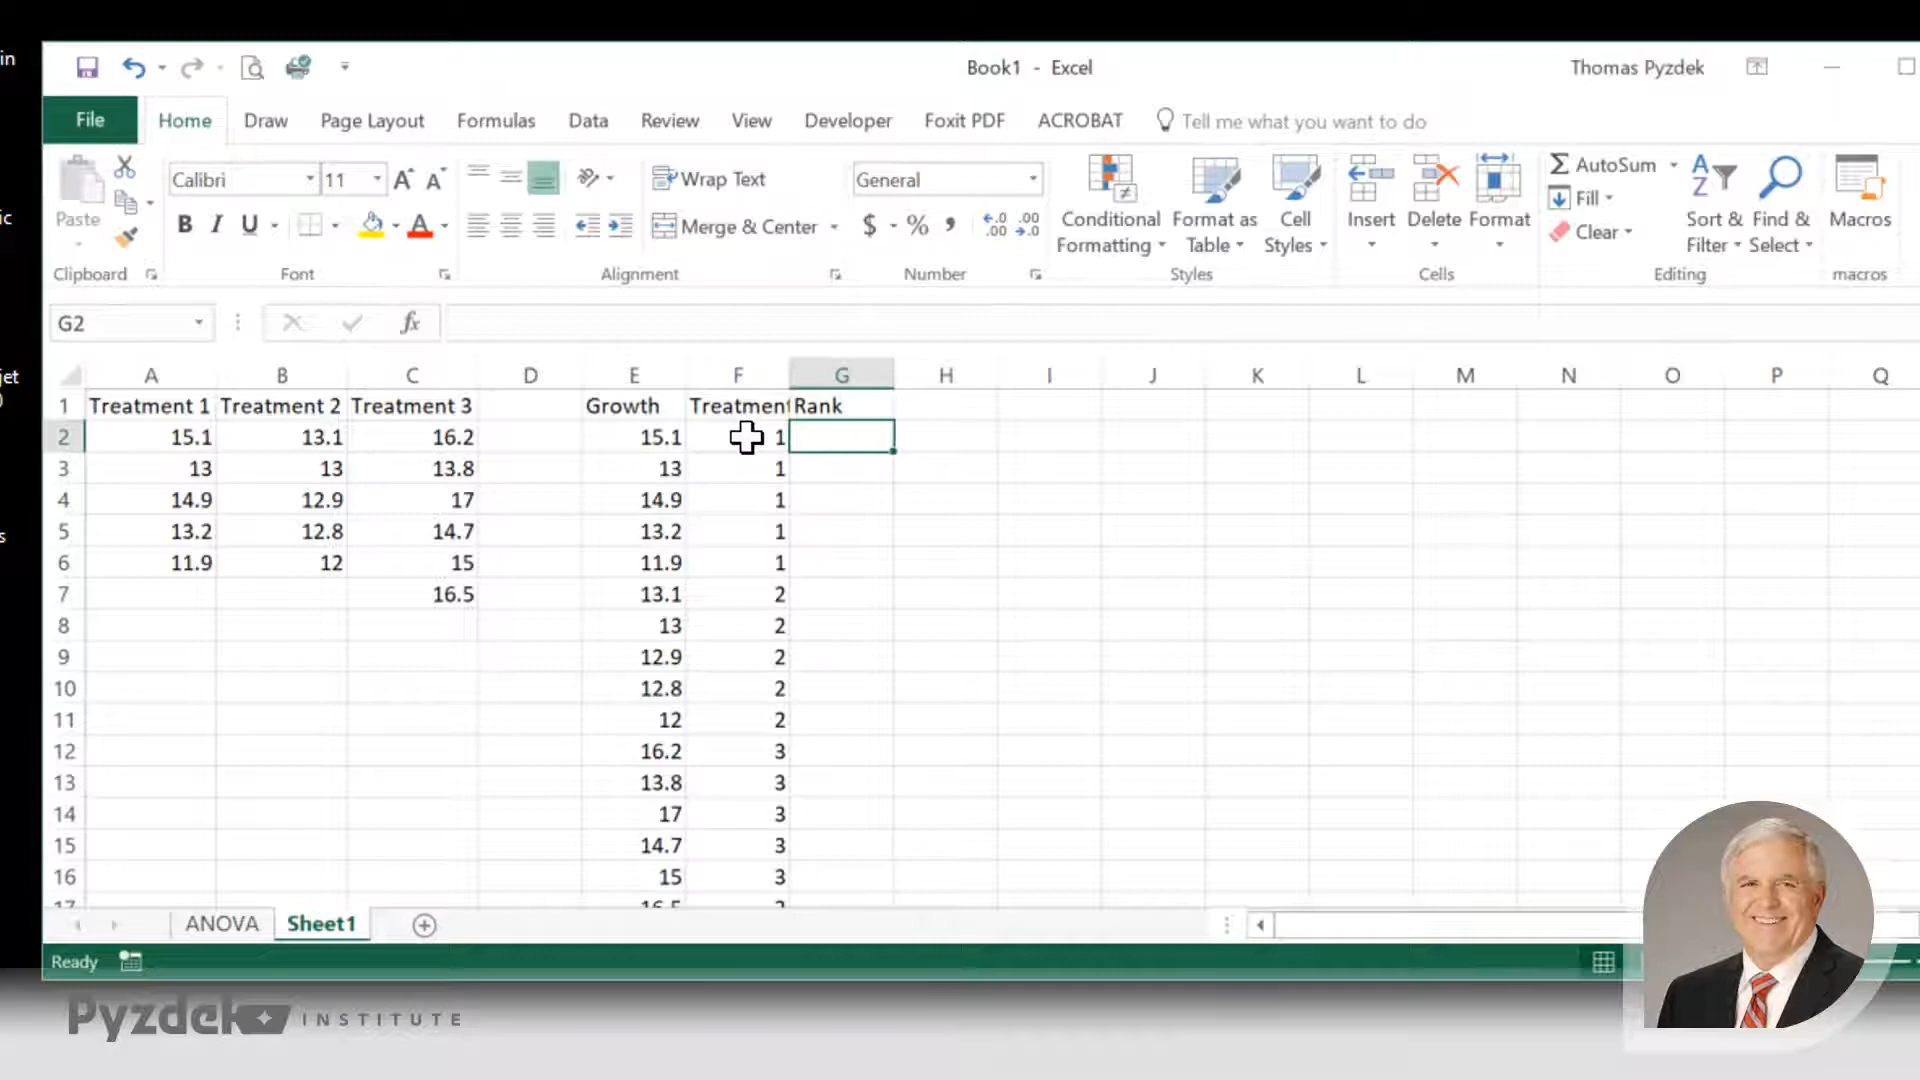 in
ic
jet
s
Book1 - Excel
Thomas Pyzdek
File Home Draw Page Layout Formulas Data Review View Developer Foxit PDF ACROBAT Tell me what you want to do
Paste
Clipboard
Calibri 11
B I U
Font
Wrap Text
Merge & Center
Alignment
General
$ % ,
Number
Conditional Formatting
Format as Table
Cell Styles
Styles
Insert Delete Format
Cells
AutoSum
Fill
Clear
Sort & Filter
Find & Select
Editing
Macros
macros
G2 fx
A B C D E F G H I J K L M N O P Q
1 Treatment 1 Treatment 2 Treatment 3 Growth Treatment Rank
2 15.1 13.1 16.2 15.1 1
3 13 13 13.8 13 1
4 14.9 12.9 17 14.9 1
5 13.2 12.8 14.7 13.2 1
6 11.9 12 15 11.9 1
7 16.5 13.1 2
8 13 2
9 12.9 2
10 12.8 2
11 12 2
12 16.2 3
13 13.8 3
14 17 3
15 14.7 3
16 15 3
ANOVA Sheet1
Ready
Pyzdek INSTITUTE